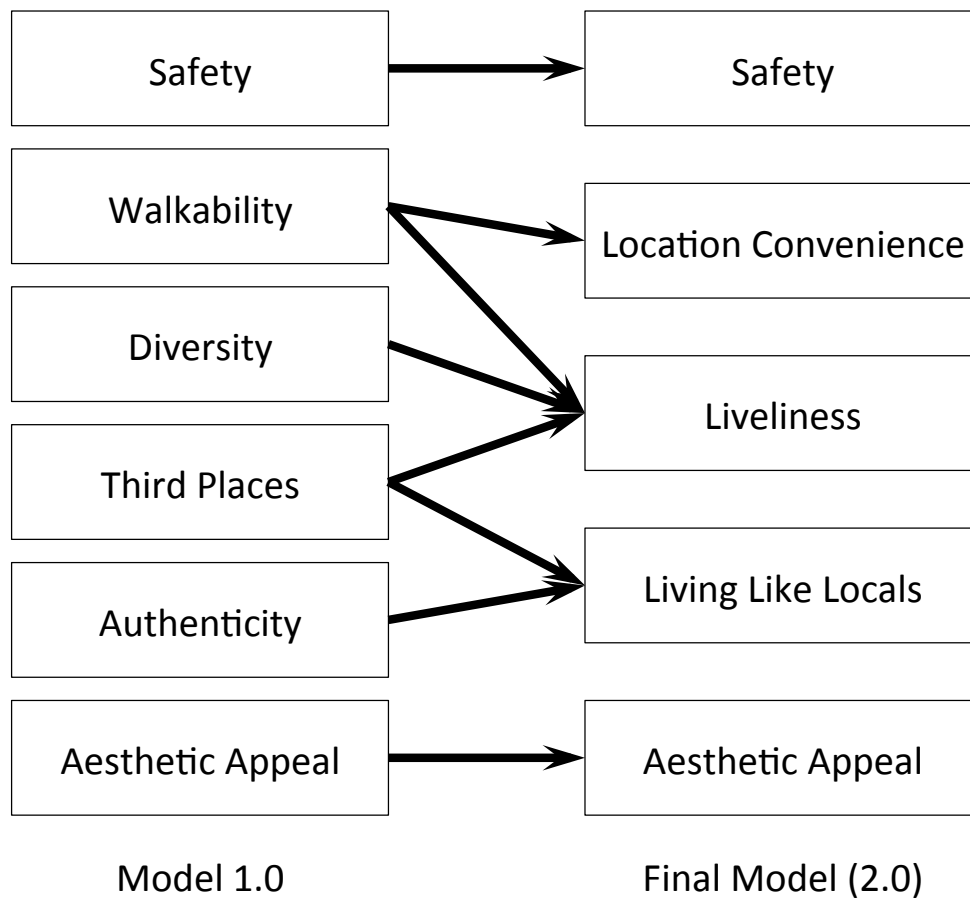 Safety
Safety
Walkability
Location Convenience
Diversity
Liveliness
Third Places
Living Like Locals
Authenticity
Aesthetic Appeal
Aesthetic Appeal
Model 1.0
Final Model (2.0)